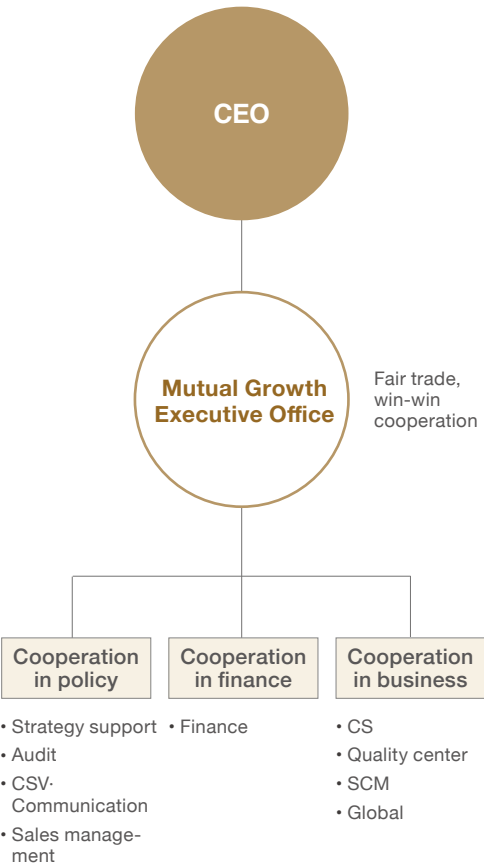 CEO
Mutual Growth
Executive Office
Fair trade,
win-win
cooperation
Cooperation
in policy
• Strategy support
• Audit
• CSV·
Communication
• Sales manage-
ment
Cooperation
in finance
• Finance
Cooperation
in business
• CS
• Quality center
• SCM
• Global